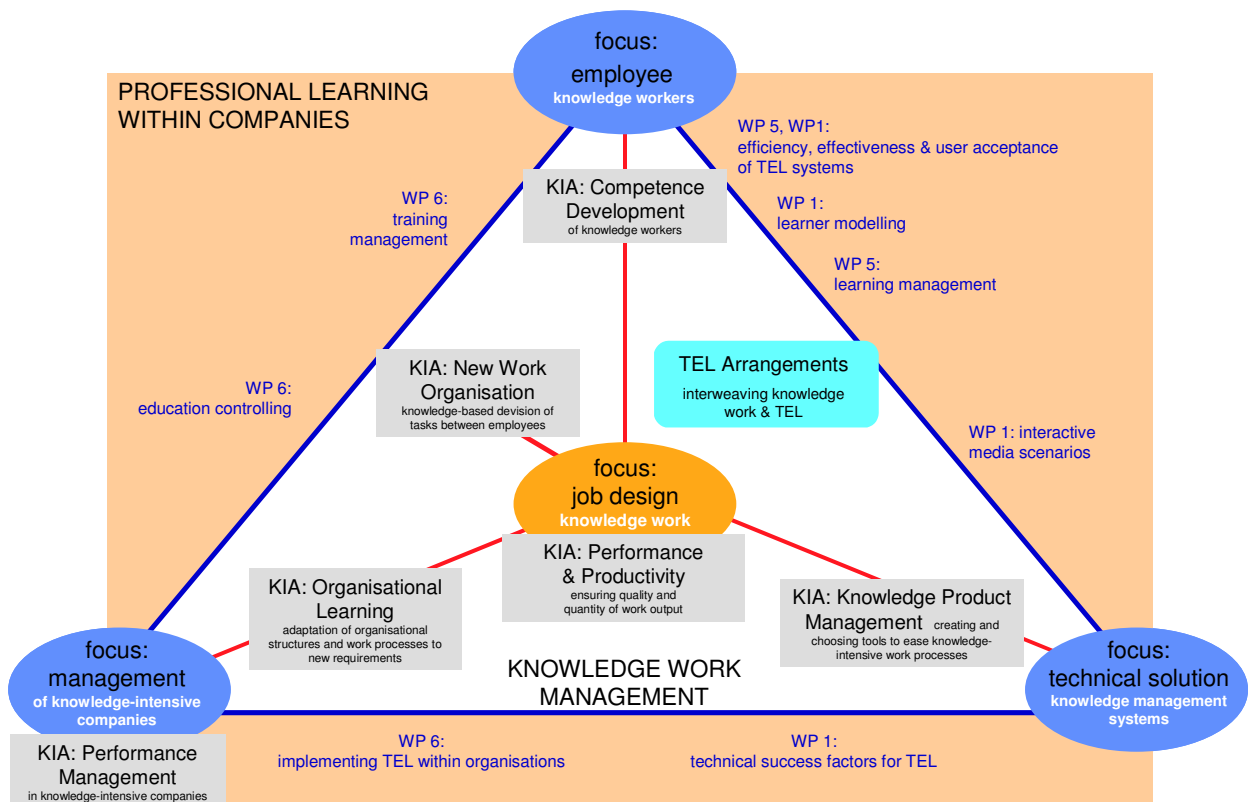 focus:
employee
knowledge workers
PROFESSIONAL LEARNING
WITHIN COMPANIES
WP 5, WP1:
efficiency, effectiveness & user acceptance
of TEL systems
KIA: Competence
Development
of knowledge workers
WP 6:
training
management
WP 1:
learner modelling
WP 5:
learning management
KIA: New Work
Organisation
knowledge-based devision of
tasks between employees
TEL Arrangements
interweaving knowledge
work & TEL
WP 6:
education controlling
WP 1: interactive
media scenarios
focus:
job design
knowledge work
KIA: Performance
& Productivity
ensuring quality and
quantity of work output
KIA: Organisational
Learning
adaptation of organisational
structures and work processes to
new requirements
KIA: Knowledge Product
Management creating and
choosing tools to ease knowledge-
intensive work processes
focus:
management
of knowledge-intensive
companies
KNOWLEDGE WORK
MANAGEMENT
focus:
technical solution
knowledge management
systems
KIA: Performance
Management
in knowledge-intensive companies
WP 6:
implementing TEL within organisations
WP 1:
technical success factors for TEL